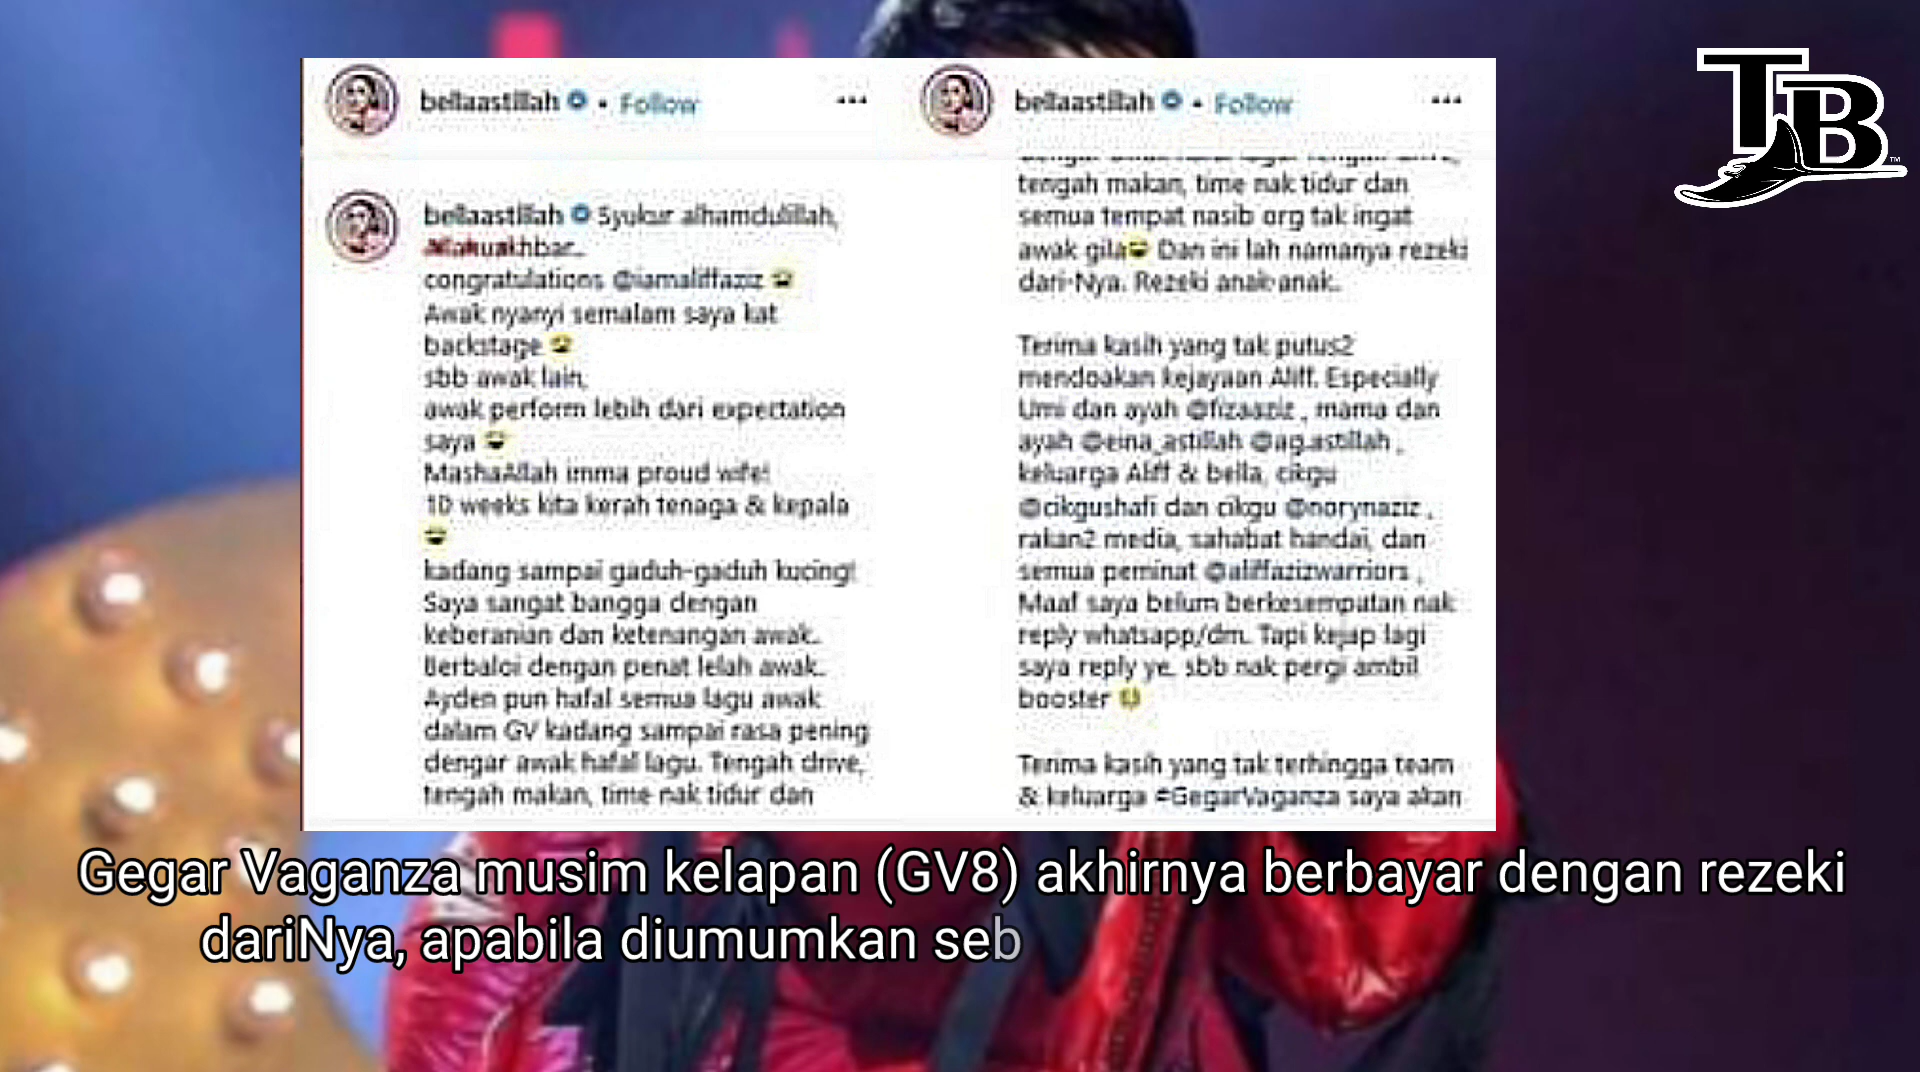 bellaastillah • Follow
bellaastillah Syukur alhamdulillah,
Allahuakhbar..
congratulations @iamaliffaziz
Awak nyanyi semalam saya kat
backstage
sbb awak lain,
awak perform lebih dari expectation
saya
MashaAllah imma proud wife!
10 weeks kita kerah tenaga & kepala
kadang sampai gaduh-gaduh kucing!
Saya sangat bangga dengan
keberanian dan ketenangan awak..
Berbaloi dengan penat lelah awak..
Ayden pun hafal semua lagu awak
dalam GV kadang sampai rasa pening
dengar awak hafal lagu. Tengah drive,
tengah makan, time nak tidur dan
bellaastillah • Follow
dengar awak hafal lagu. Tengah drive,
tengah makan, time nak tidur dan
semua tempat nasib org tak ingat
awak gila Dan ini lah namanya rezeki
dari-Nya. Rezeki anak-anak..
Terima kasih yang tak putus2
mendoakan kejayaan Aliff. Especially
Umi dan ayah @fizaaziz , mama dan
ayah @eina_astillah @ag.astillah ,
keluarga Aliff & bella, cikgu
@cikgushafi dan cikgu @norynaziz ,
rakan2 media, sahabat handai, dan
semua peminat @aliffazizwarriors ,
Maaf saya belum berkesempatan nak
reply whatsapp/dm.. Tapi kejap lagi
saya reply ye.. sbb nak pergi ambil
booster
Terima kasih yang tak terhingga team
& keluarga #GegarVaganza saya akan
TB
™
Gegar Vaganza musim kelapan (GV8) akhirnya berbayar dengan rezeki
dariNya, apabila diumumkan seb